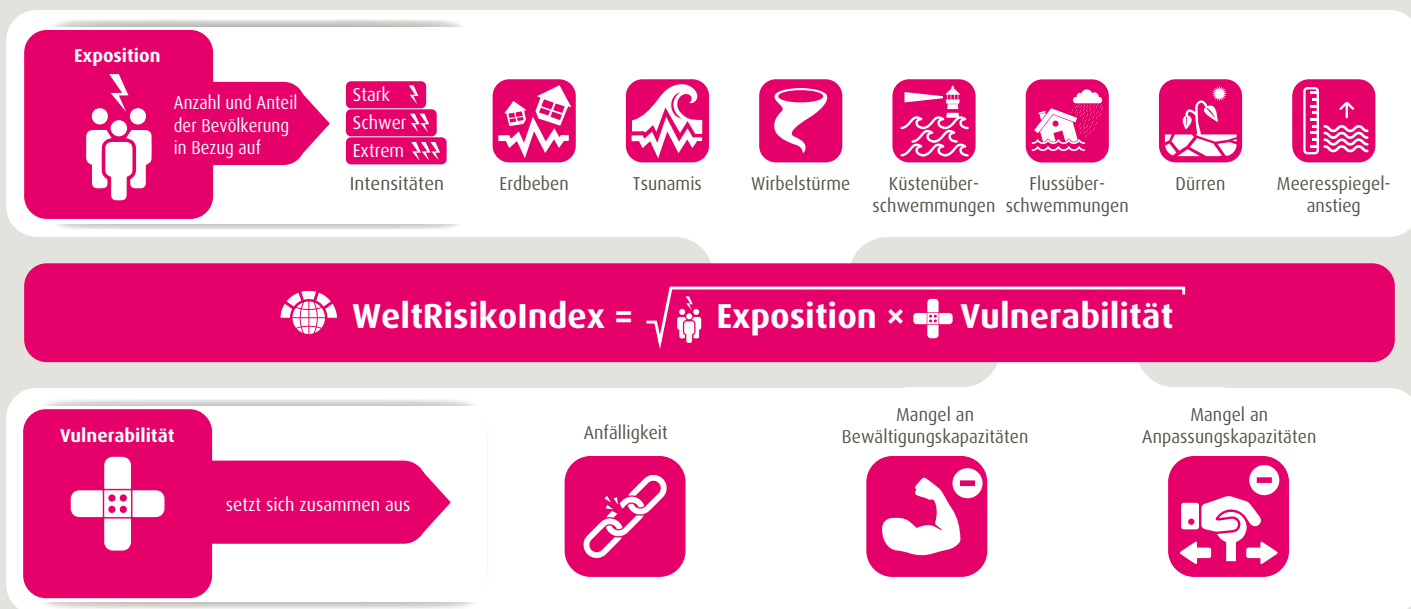 Exposition
Anzahl und Anteil
der Bevölkerung
in Bezug auf
Stark
Schwer
Extrem
Intensitäten
Erdbeben
Tsunamis
Wirbelstürme
Küstenüber-
schwemmungen
Flussüber-
schwemmungen
Dürren
Meeresspiegel-
anstieg
WeltRisikoIndex = √ Exposition × Vulnerabilität
Vulnerabilität
setzt sich zusammen aus
Anfälligkeit
Mangel an
Bewältigungskapazitäten
Mangel an
Anpassungskapazitäten